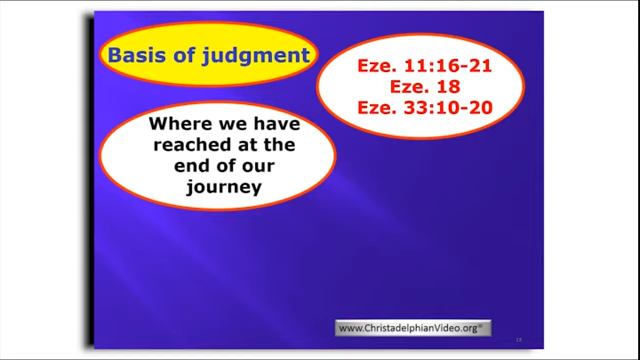 Basis of judgment
Eze. 11:16-21
Eze. 18
Eze. 33:10-20
Where we have
reached at the
end of our
journey
www.ChristadelphianVideo.org